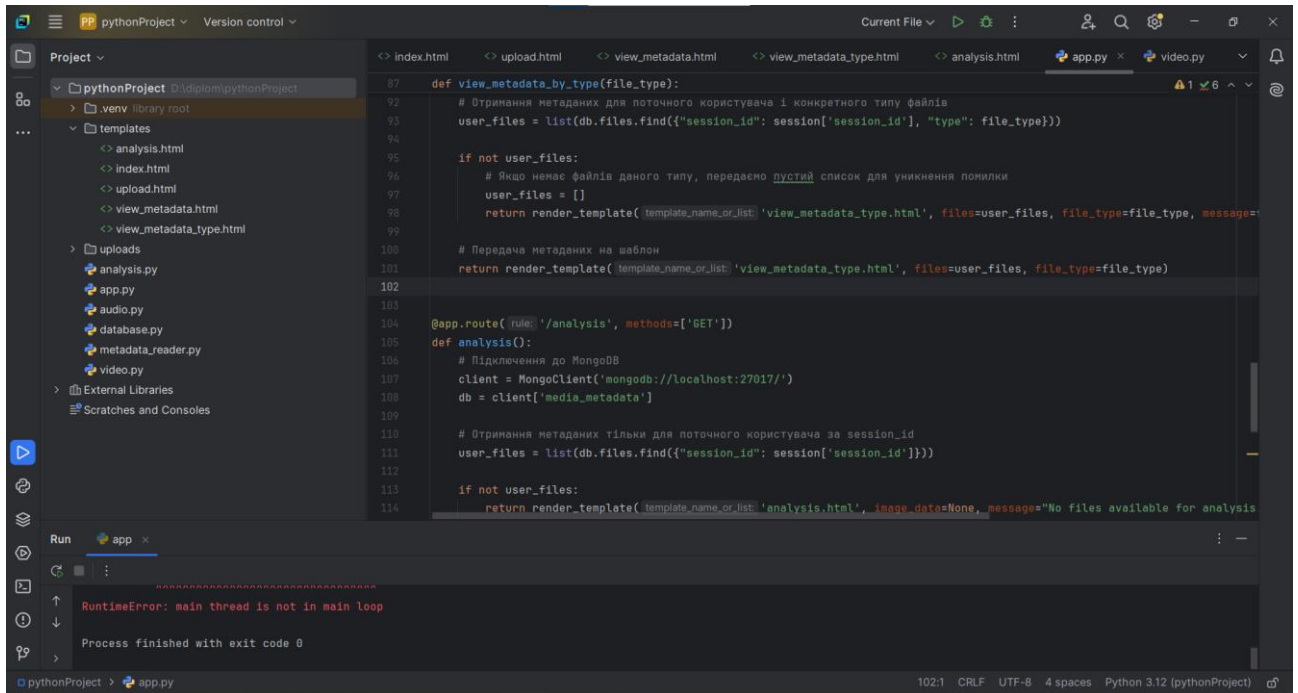 PP pythonProject Version control Current File
Project
index.html upload.html view_metadata.html view_metadata_type.html analysis.html app.py video.py
pythonProject D:\diplom\pythonProject
.venv library root
templates
analysis.html
index.html
upload.html
view_metadata.html
view_metadata_type.html
uploads
analysis.py
app.py
audio.py
database.py
metadata_reader.py
video.py
External Libraries
Scratches and Consoles
1 6
87 def view_metadata_by_type(file_type):
92 # Отримання метаданих для поточного користувача і конкретного типу файлів
93 user_files = list(db.files.find({"session_id": session['session_id'], "type": file_type}))
94
95 if not user_files:
96 # Якщо немає файлів даного типу, передаємо пустий список для уникнення помилки
97 user_files = []
98 return render_template( template_name_or_list: 'view_metadata_type.html', files=user_files, file_type=file_type, message=
99
100 # Передача метаданих на шаблон
101 return render_template( template_name_or_list: 'view_metadata_type.html', files=user_files, file_type=file_type)
102
103
104 @app.route( rule: '/analysis', methods=['GET'])
105 def analysis():
106 # Підключення до MongoDB
107 client = MongoClient('mongodb://localhost:27017/')
108 db = client['media_metadata']
109
110 # Отримання метаданих тільки для поточного користувача за session_id
111 user_files = list(db.files.find({"session_id": session['session_id']}))
112
113 if not user_files:
114 return render_template( template_name_or_list: 'analysis.html', image_data=None, message="No files available for analysis
Run app
^^^^^^^^^^^^^^^^^^^^^^^^^^^^^^^^^
RuntimeError: main thread is not in main loop
Process finished with exit code 0
pythonProject > app.py 102:1 CRLF UTF-8 4 spaces Python 3.12 (pythonProject)